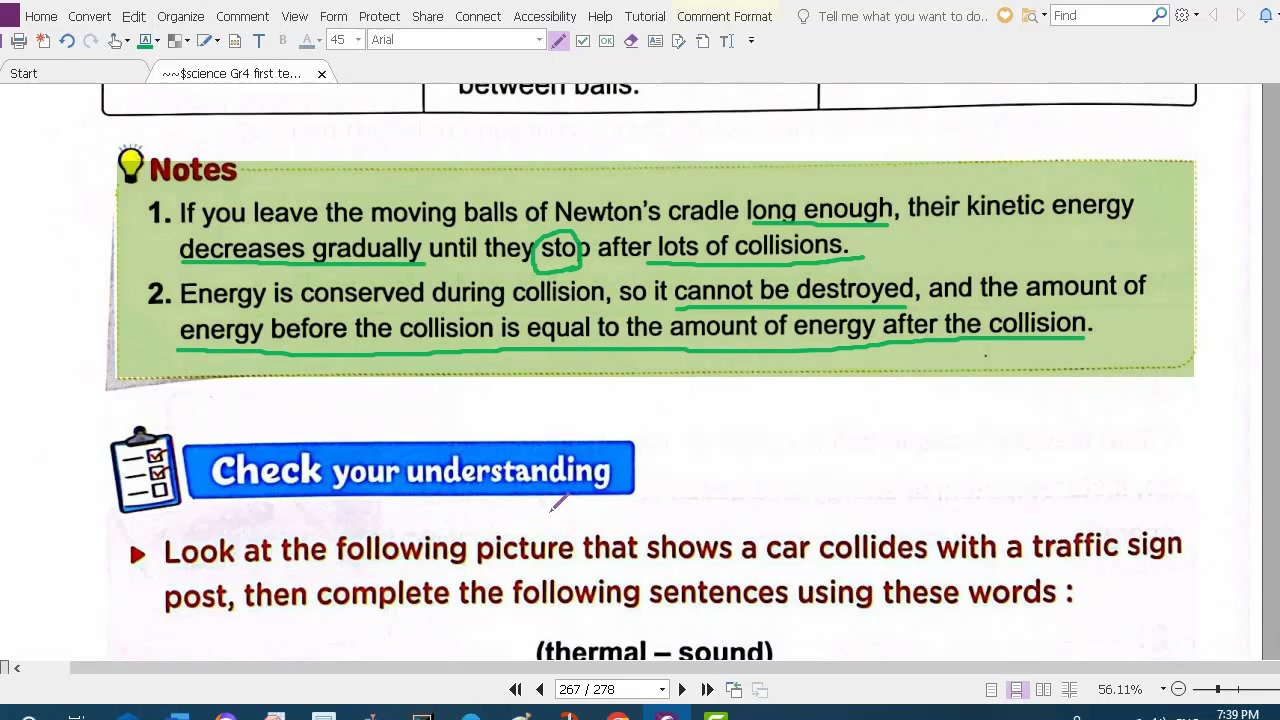 Home Convert Edit Organize Comment View Form Protect Share Connect Accessibility Help Tutorial Comment Format Tell me what you want to do.. Find
45 Arial
Start ~~$science Gr4 first te...
between balls.
Notes
1. If you leave the moving balls of Newton's cradle long enough, their kinetic energy
decreases gradually until they stop after lots of collisions.
2. Energy is conserved during collision, so it cannot be destroyed, and the amount of
energy before the collision is equal to the amount of energy after the collision.
Check your understanding
Look at the following picture that shows a car collides with a traffic sign
post, then complete the following sentences using these words :
(thermal – sound)
267 / 278 56.11%
7:39 PM